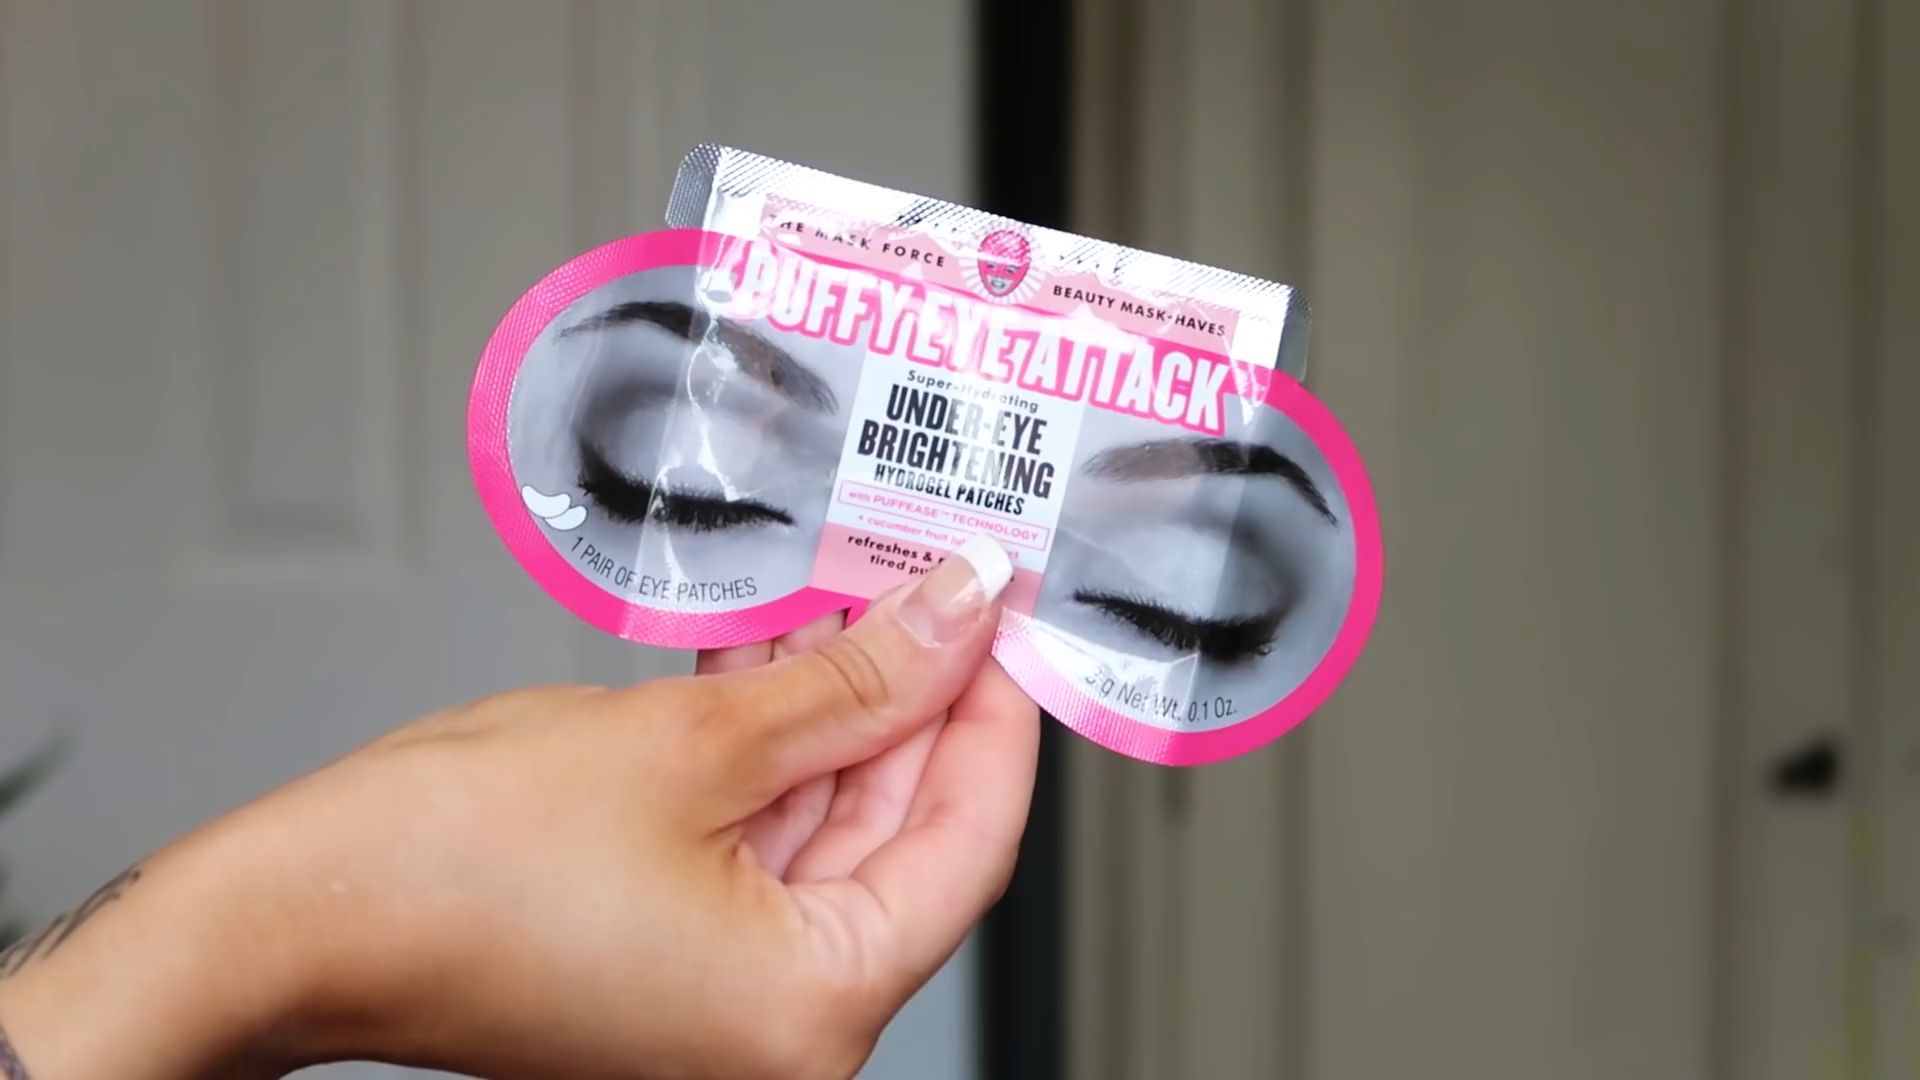 THE MASK FORCE
BEAUTY MASK-HAVES
PUFFY EYE ATTACK
Super-Hydrating
UNDER-EYE
BRIGHTENING
HYDROGEL PATCHES
with PUFFEASE™ TECHNOLOGY
+ cucumber fruit
refreshes &
tired
1 PAIR OF EYE PATCHES
3 g Net Wt. 0.1 Oz.